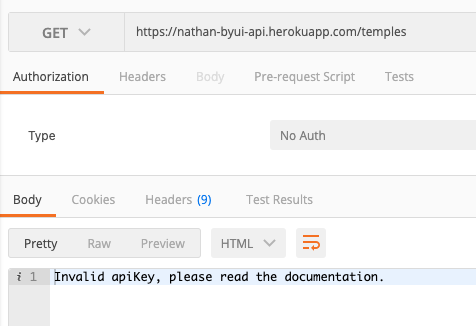 GET https://nathan-byui-api.herokuapp.com/temples
Authorization Headers Body Pre-request Script Tests
Type No Auth
Body Cookies Headers (9) Test Results
Pretty Raw Preview HTML
i 1 Invalid apiKey, please read the documentation.